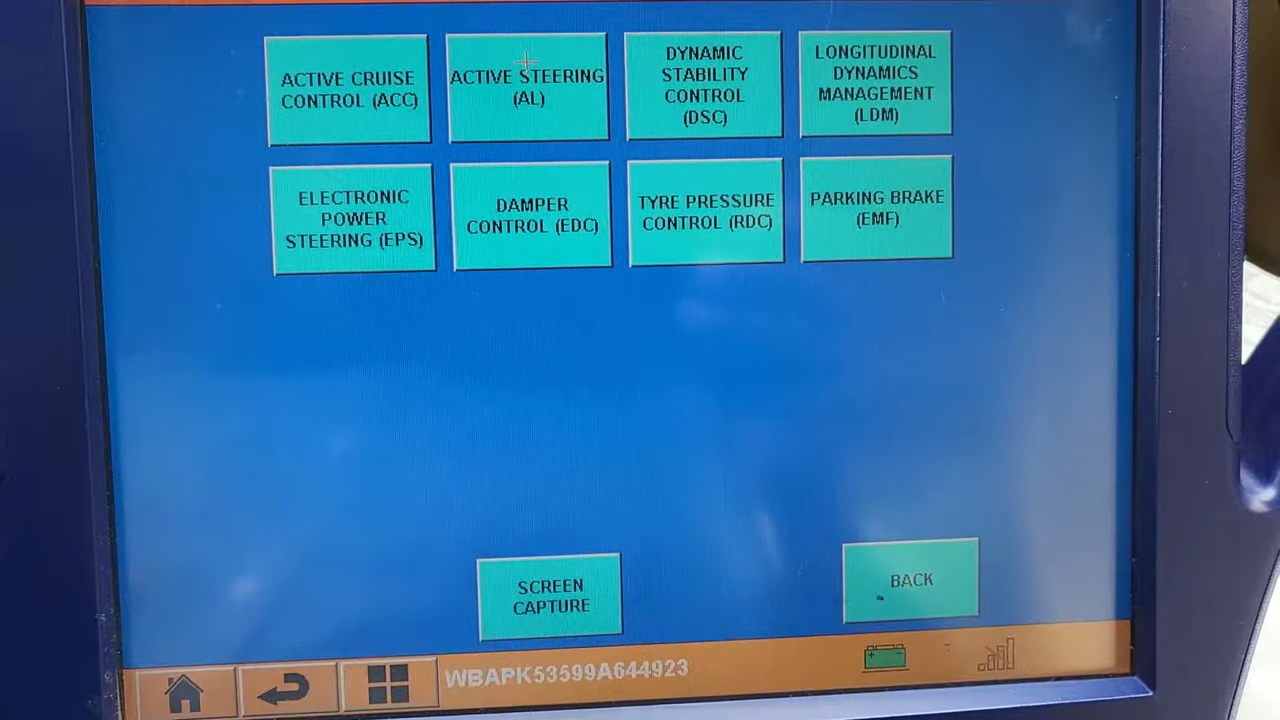 ACTIVE CRUISE
CONTROL (ACC)
ACTIVE STEERING
(AL)
DYNAMIC
STABILITY
CONTROL
(DSC)
LONGITUDINAL
DYNAMICS
MANAGEMENT
(LDM)
ELECTRONIC
POWER
STEERING (EPS)
DAMPER
CONTROL (EDC)
TYRE PRESSURE
CONTROL (RDC)
PARKING BRAKE
(EMF)
SCREEN
CAPTURE
BACK
WBAPK53599A644923